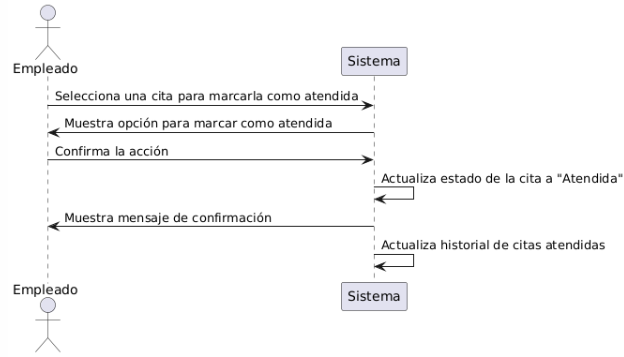 Empleado
Sistema
Selecciona una cita para marcarla como atendida
Muestra opción para marcar como atendida
Confirma la acción
Actualiza estado de la cita a "Atendida"
Muestra mensaje de confirmación
Actualiza historial de citas atendidas
Empleado
Sistema